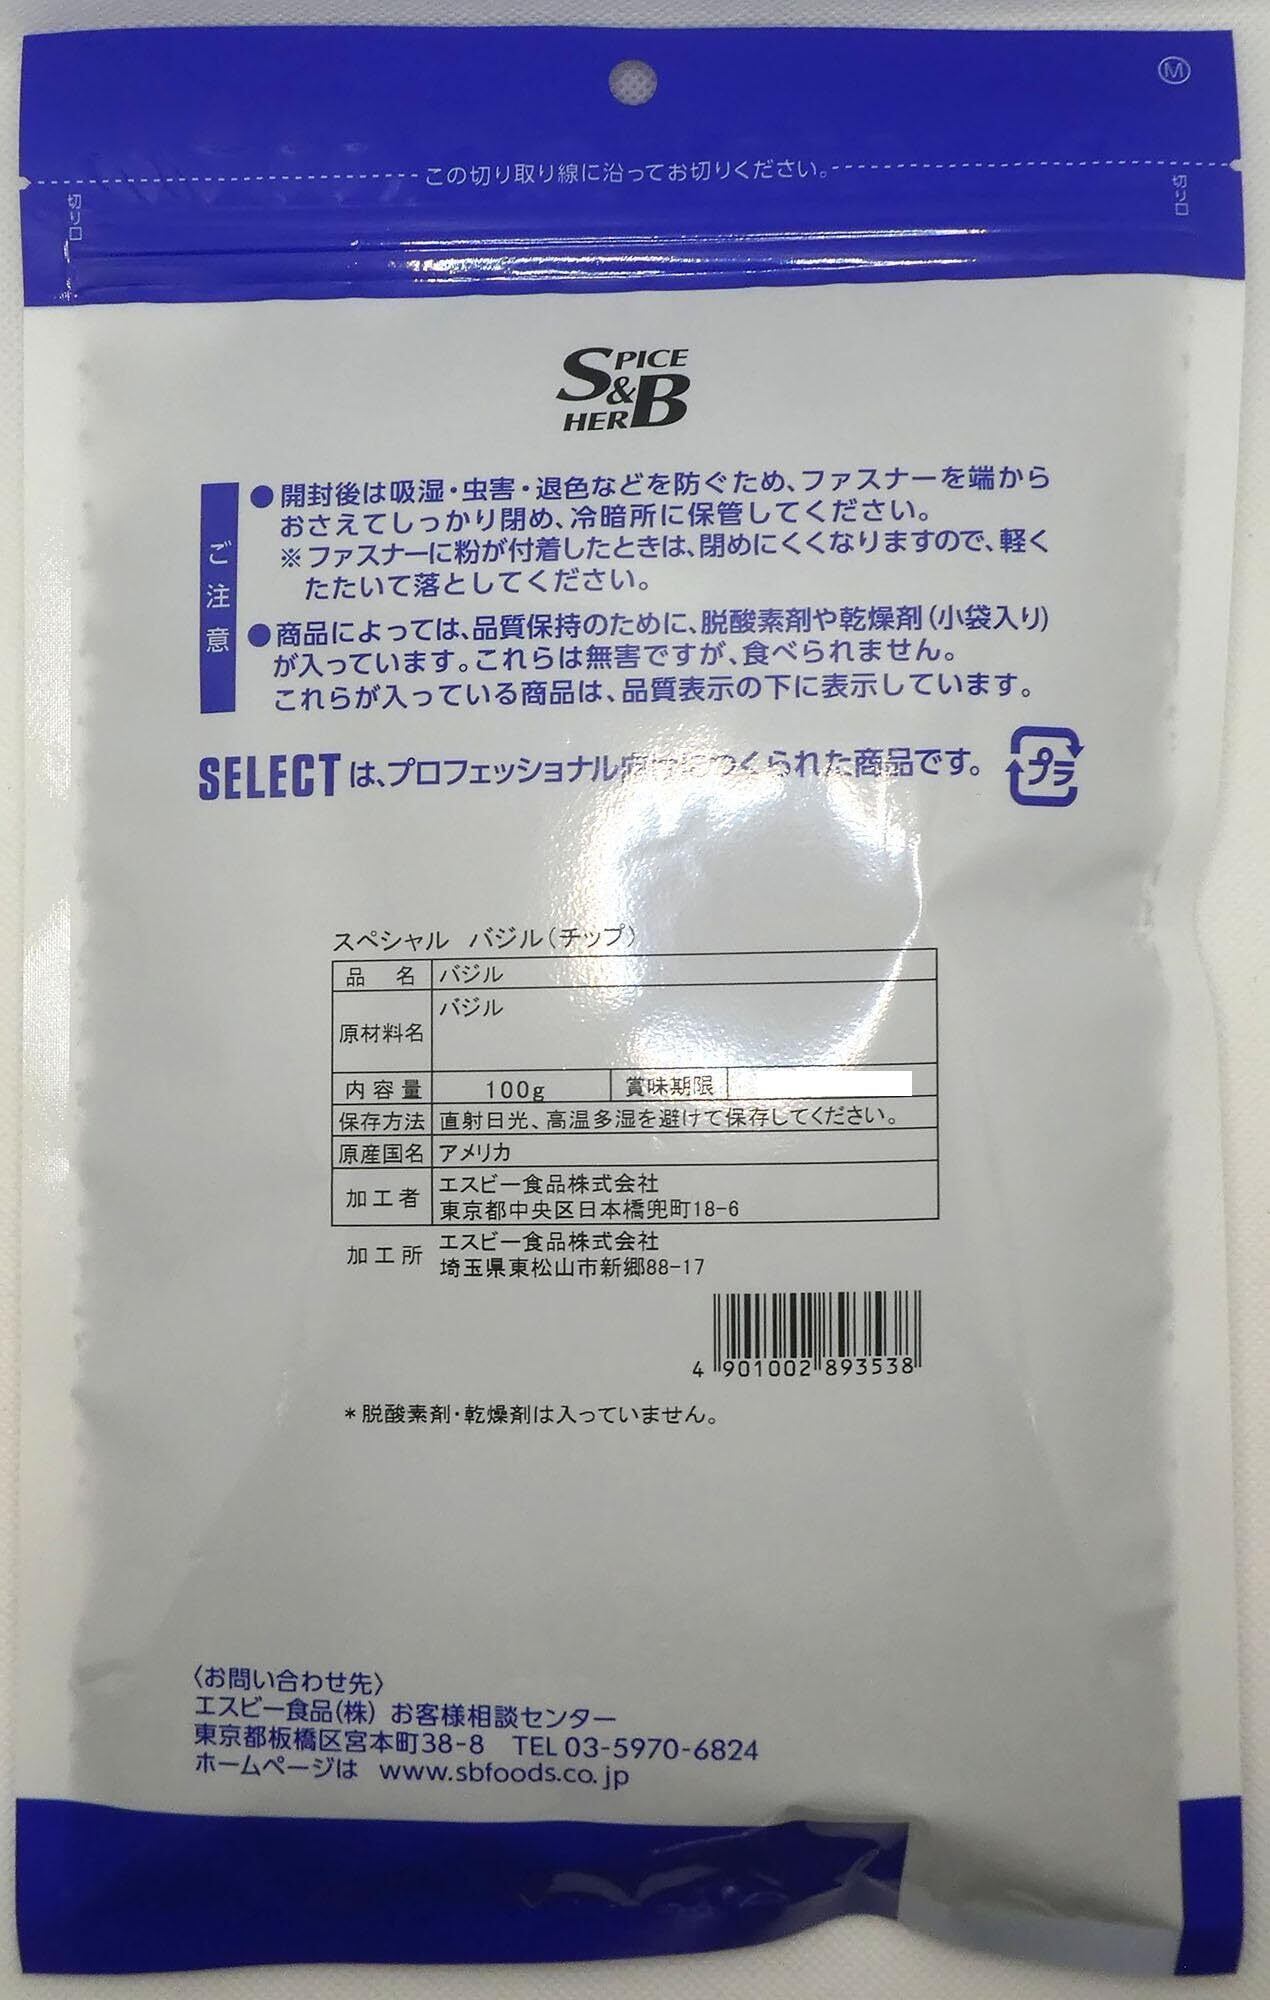 Ⓜ
この切り取り線に沿ってお切りください。
切り口
切り口
SPICE
&
HERB
ご注意
●開封後は吸湿・虫害・退色などを防ぐため、ファスナーを端から
おさえてしっかり閉め、冷暗所に保管してください。
※ファスナーに粉が付着したときは、閉めにくくなりますので、軽く
たたいて落としてください。
●商品によっては、品質保持のために、脱酸素剤や乾燥剤(小袋入り)
が入っています。これらは無害ですが、食べられません。
これらが入っている商品は、品質表示の下に表示しています。
SELECTは、プロフェッショナル向けにつくられた商品です。
プラ
スペシャル バジル(チップ)
品名 バジル
原材料名 バジル
内容量 100g 賞味期限
保存方法 直射日光、高温多湿を避けて保存してください。
原産国名 アメリカ
加工者 エスビー食品株式会社
東京都中央区日本橋兜町18-6
加工所 エスビー食品株式会社
埼玉県東松山市新郷88-17
4 901002 893538
*脱酸素剤・乾燥剤は入っていません。
〈お問い合わせ先〉
エスビー食品(株) お客様相談センター
東京都板橋区宮本町38-8 TEL 03-5970-6824
ホームページは www.sbfoods.co.jp